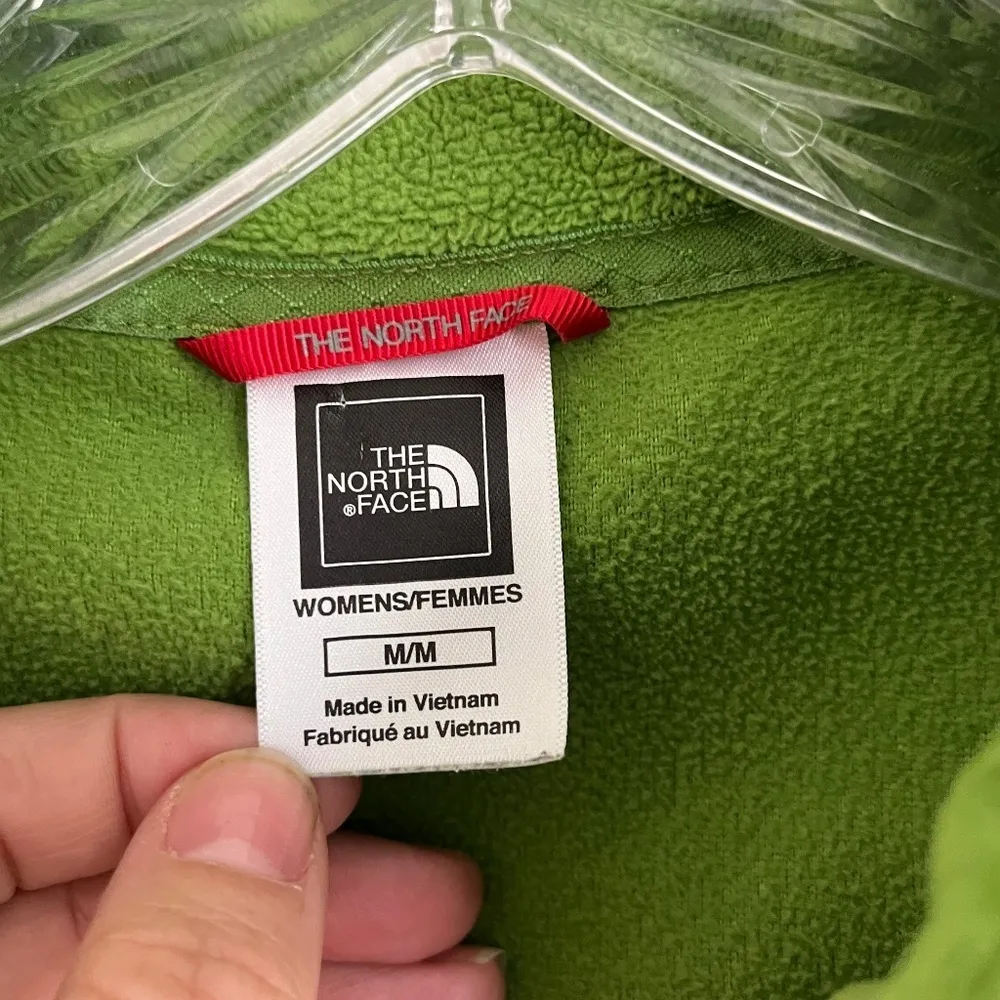 THE NORTH FACE
THE
NORTH
®FACE
WOMENS/FEMMES
M/M
Made in Vietnam
Fabriqué au Vietnam